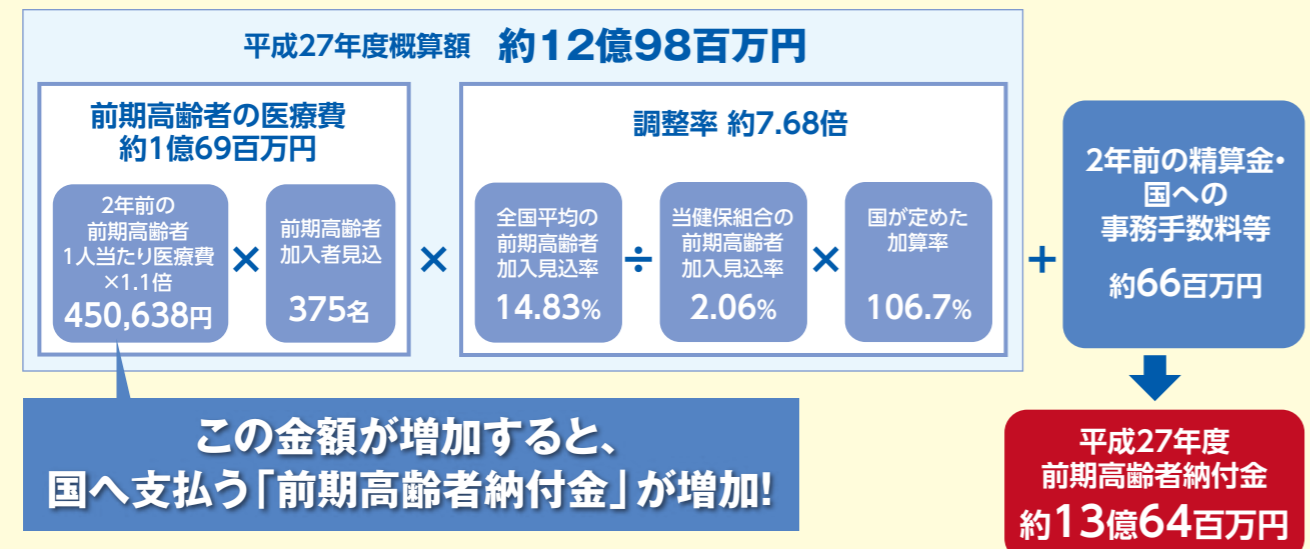 平成27年度概算額 約12億98百万円
前期高齢者の医療費
約1億69百万円
2年前の
前期高齢者
1人当たり医療費
×1.1倍
450,638円
×
前期高齢者
加入者見込
375名
×
調整率 約7.68倍
全国平均の
前期高齢者
加入見込率
14.83%
÷
当健保組合の
前期高齢者
加入見込率
2.06%
×
国が定めた
加算率
106.7%
+
2年前の精算金・
国への
事務手数料等
約66百万円
この金額が増加すると、
国へ支払う「前期高齢者納付金」が増加!
平成27年度
前期高齢者納付金
約13億64百万円